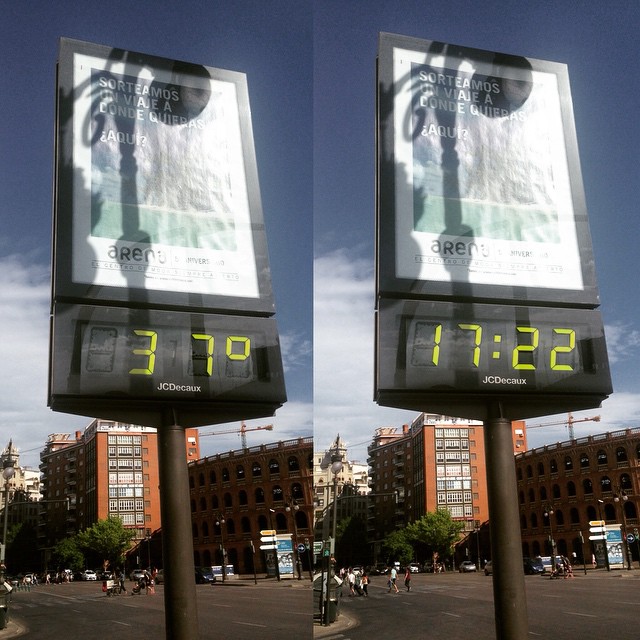 SORTEAMOS
UN VIAJE A
DONDE QUIERAS
¿AQUÍ?
arena
37º
JCDecaux
SORTEAMOS
UN VIAJE A
DONDE QUIERAS
¿AQUÍ?
arena
17:22
JCDecaux